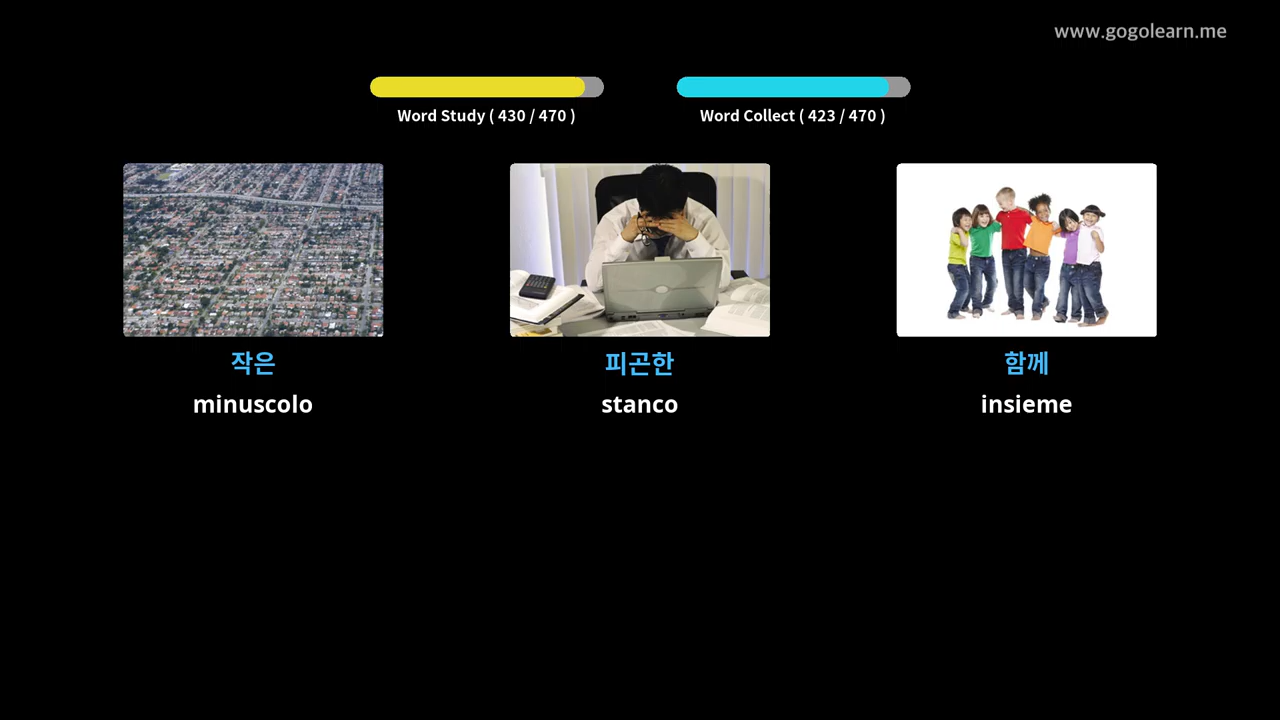 www.gogolearn.me
Word Study ( 430 / 470 )
Word Collect ( 423 / 470 )
작은
피곤한
함께
minuscolo
stanco
insieme